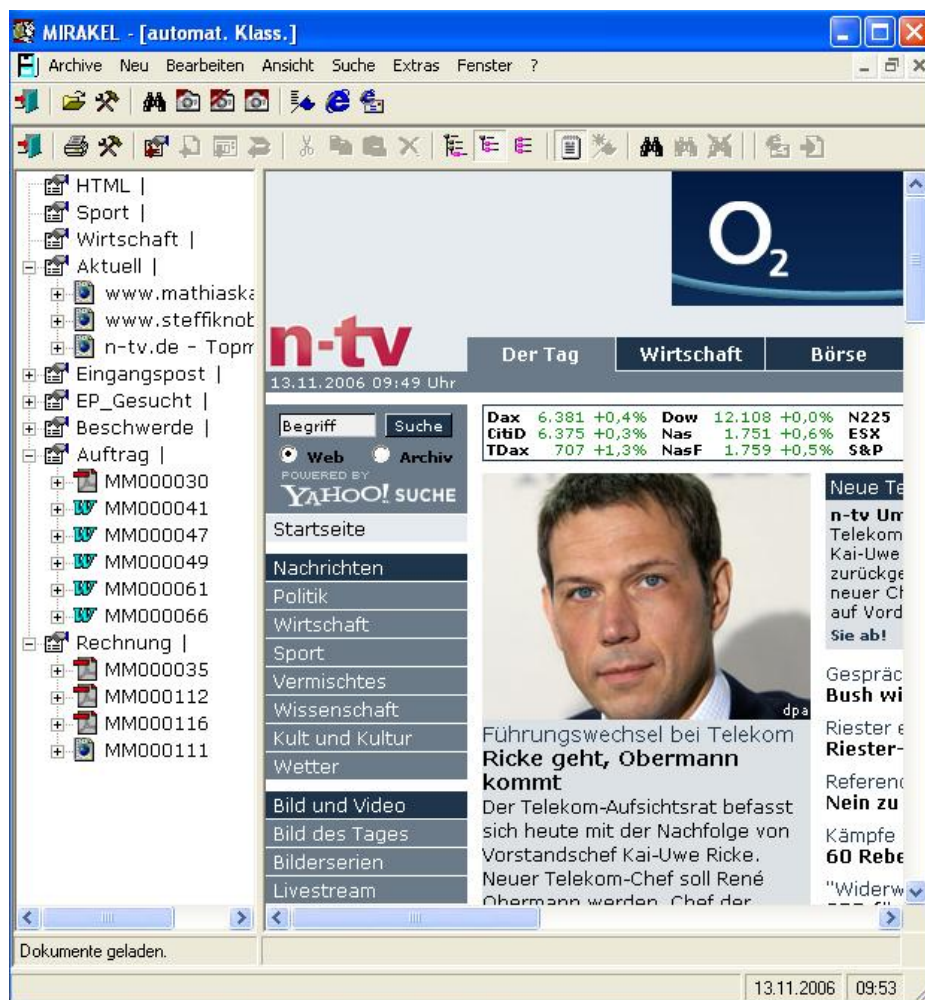 MIRAKEL - [automat. Klass.]
Archive Neu Bearbeiten Ansicht Suche Extras Fenster ?
HTML |
Sport |
Wirtschaft |
Aktuell |
www.mathiaska
www.steffiknob
n-tv.de - Topm
Eingangspost |
EP_Gesucht |
Beschwerde |
Auftrag |
MM000030
MM000041
MM000047
MM000049
MM000061
MM000066
Rechnung |
MM000035
MM000112
MM000116
MM000111
O2
n-tv
13.11.2006 09:49 Uhr
Der Tag Wirtschaft Börse
Begriff Suche
Web Archiv
POWERED BY
YAHOO! SUCHE
Dax 6.381 +0,4% Dow 12.108 +0,0% N225
CitiD 6.375 +0,3% Nas 1.751 +0,6% ESX
TDax 707 +1,3% NasF 1.759 +0,5% S&P
Startseite
Nachrichten
Politik
Wirtschaft
Sport
Vermischtes
Wissenschaft
Kult und Kultur
Wetter
Bild und Video
Bild des Tages
Bilderserien
Livestream
dpa
Führungswechsel bei Telekom
Ricke geht, Obermann
kommt
Der Telekom-Aufsichtsrat befasst
sich heute mit der Nachfolge von
Vorstandschef Kai-Uwe Ricke.
Neuer Telekom-Chef soll René
Obermann werden, Chef der
Neue Te
n-tv Um
Telekom
Kai-Uwe
zurückge
neuer Ch
auf Vord
Sie ab!
Gespräc
Bush wi
Riester e
Riester-
Referend
Nein zu
Kämpfe
60 Rebe
"Widerw
Dokumente geladen.
13.11.2006 09:53